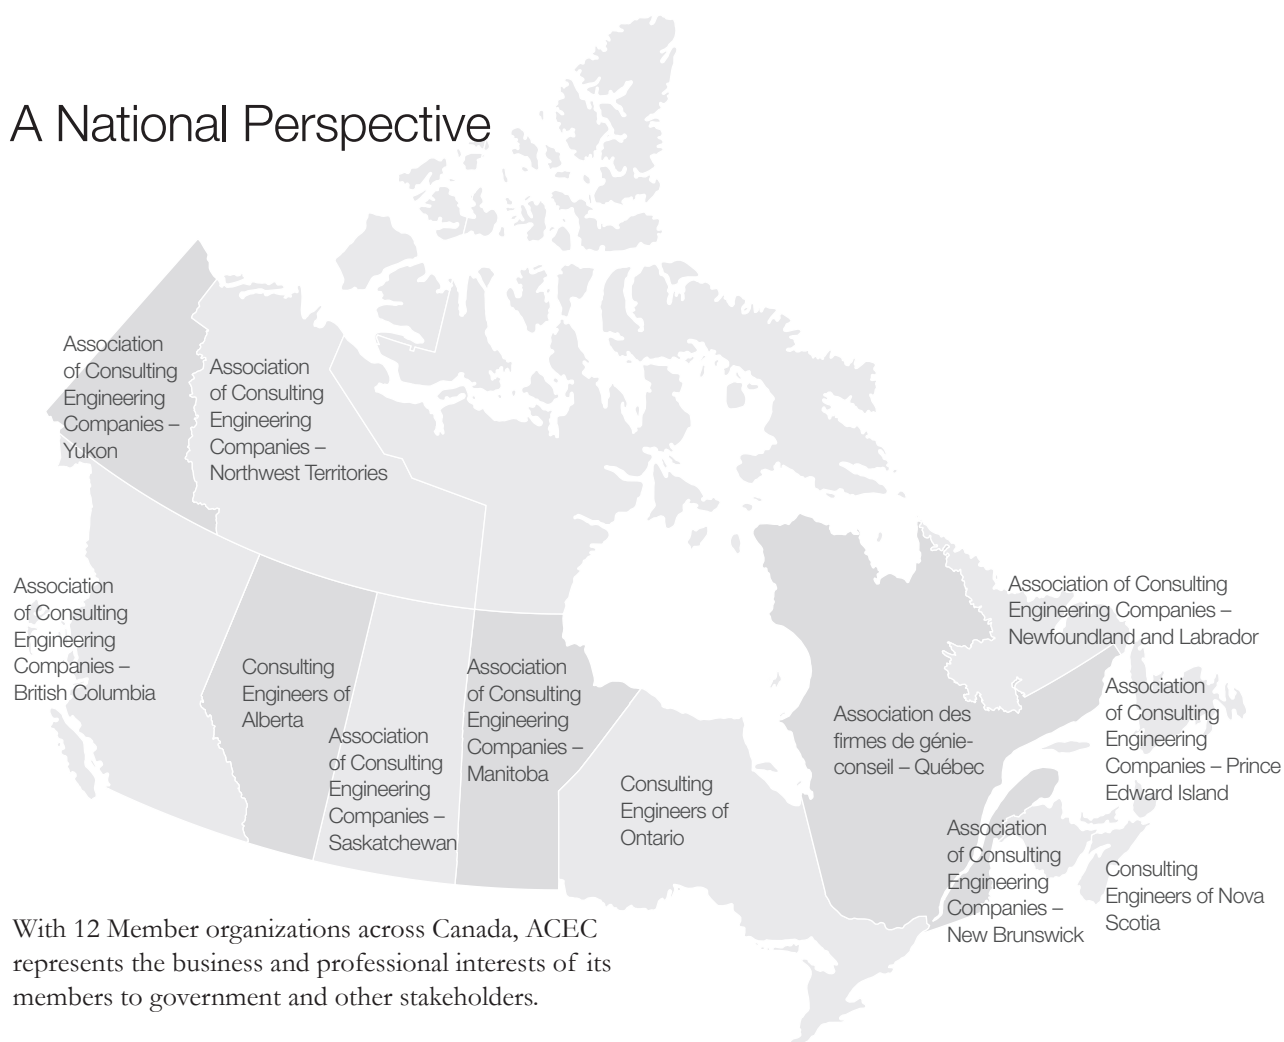 A National Perspective
Association
of Consulting
Engineering
Companies –
Yukon
Association
of Consulting
Engineering
Companies –
Northwest Territories
Association
of Consulting
Engineering
Companies –
British Columbia
Consulting
Engineers of
Alberta
Association
of Consulting
Engineering
Companies –
Saskatchewan
Association
of Consulting
Engineering
Companies –
Manitoba
Consulting
Engineers of
Ontario
Association des
firmes de génie-
conseil – Québec
Association of Consulting
Engineering Companies –
Newfoundland and Labrador
Association
of Consulting
Engineering
Companies – Prince
Edward Island
Association
of Consulting
Engineering
Companies –
New Brunswick
Consulting
Engineers of Nova
Scotia
With 12 Member organizations across Canada, ACEC
represents the business and professional interests of its
members to government and other stakeholders.